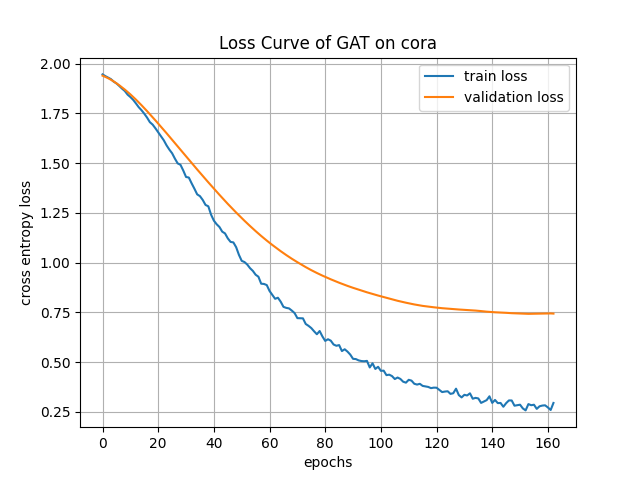 Loss Curve of GAT on cora
train loss
validation loss
cross entropy loss
2.00
1.75
1.50
1.25
1.00
0.75
0.50
0.25
0 20 40 60 80 100 120 140 160
epochs